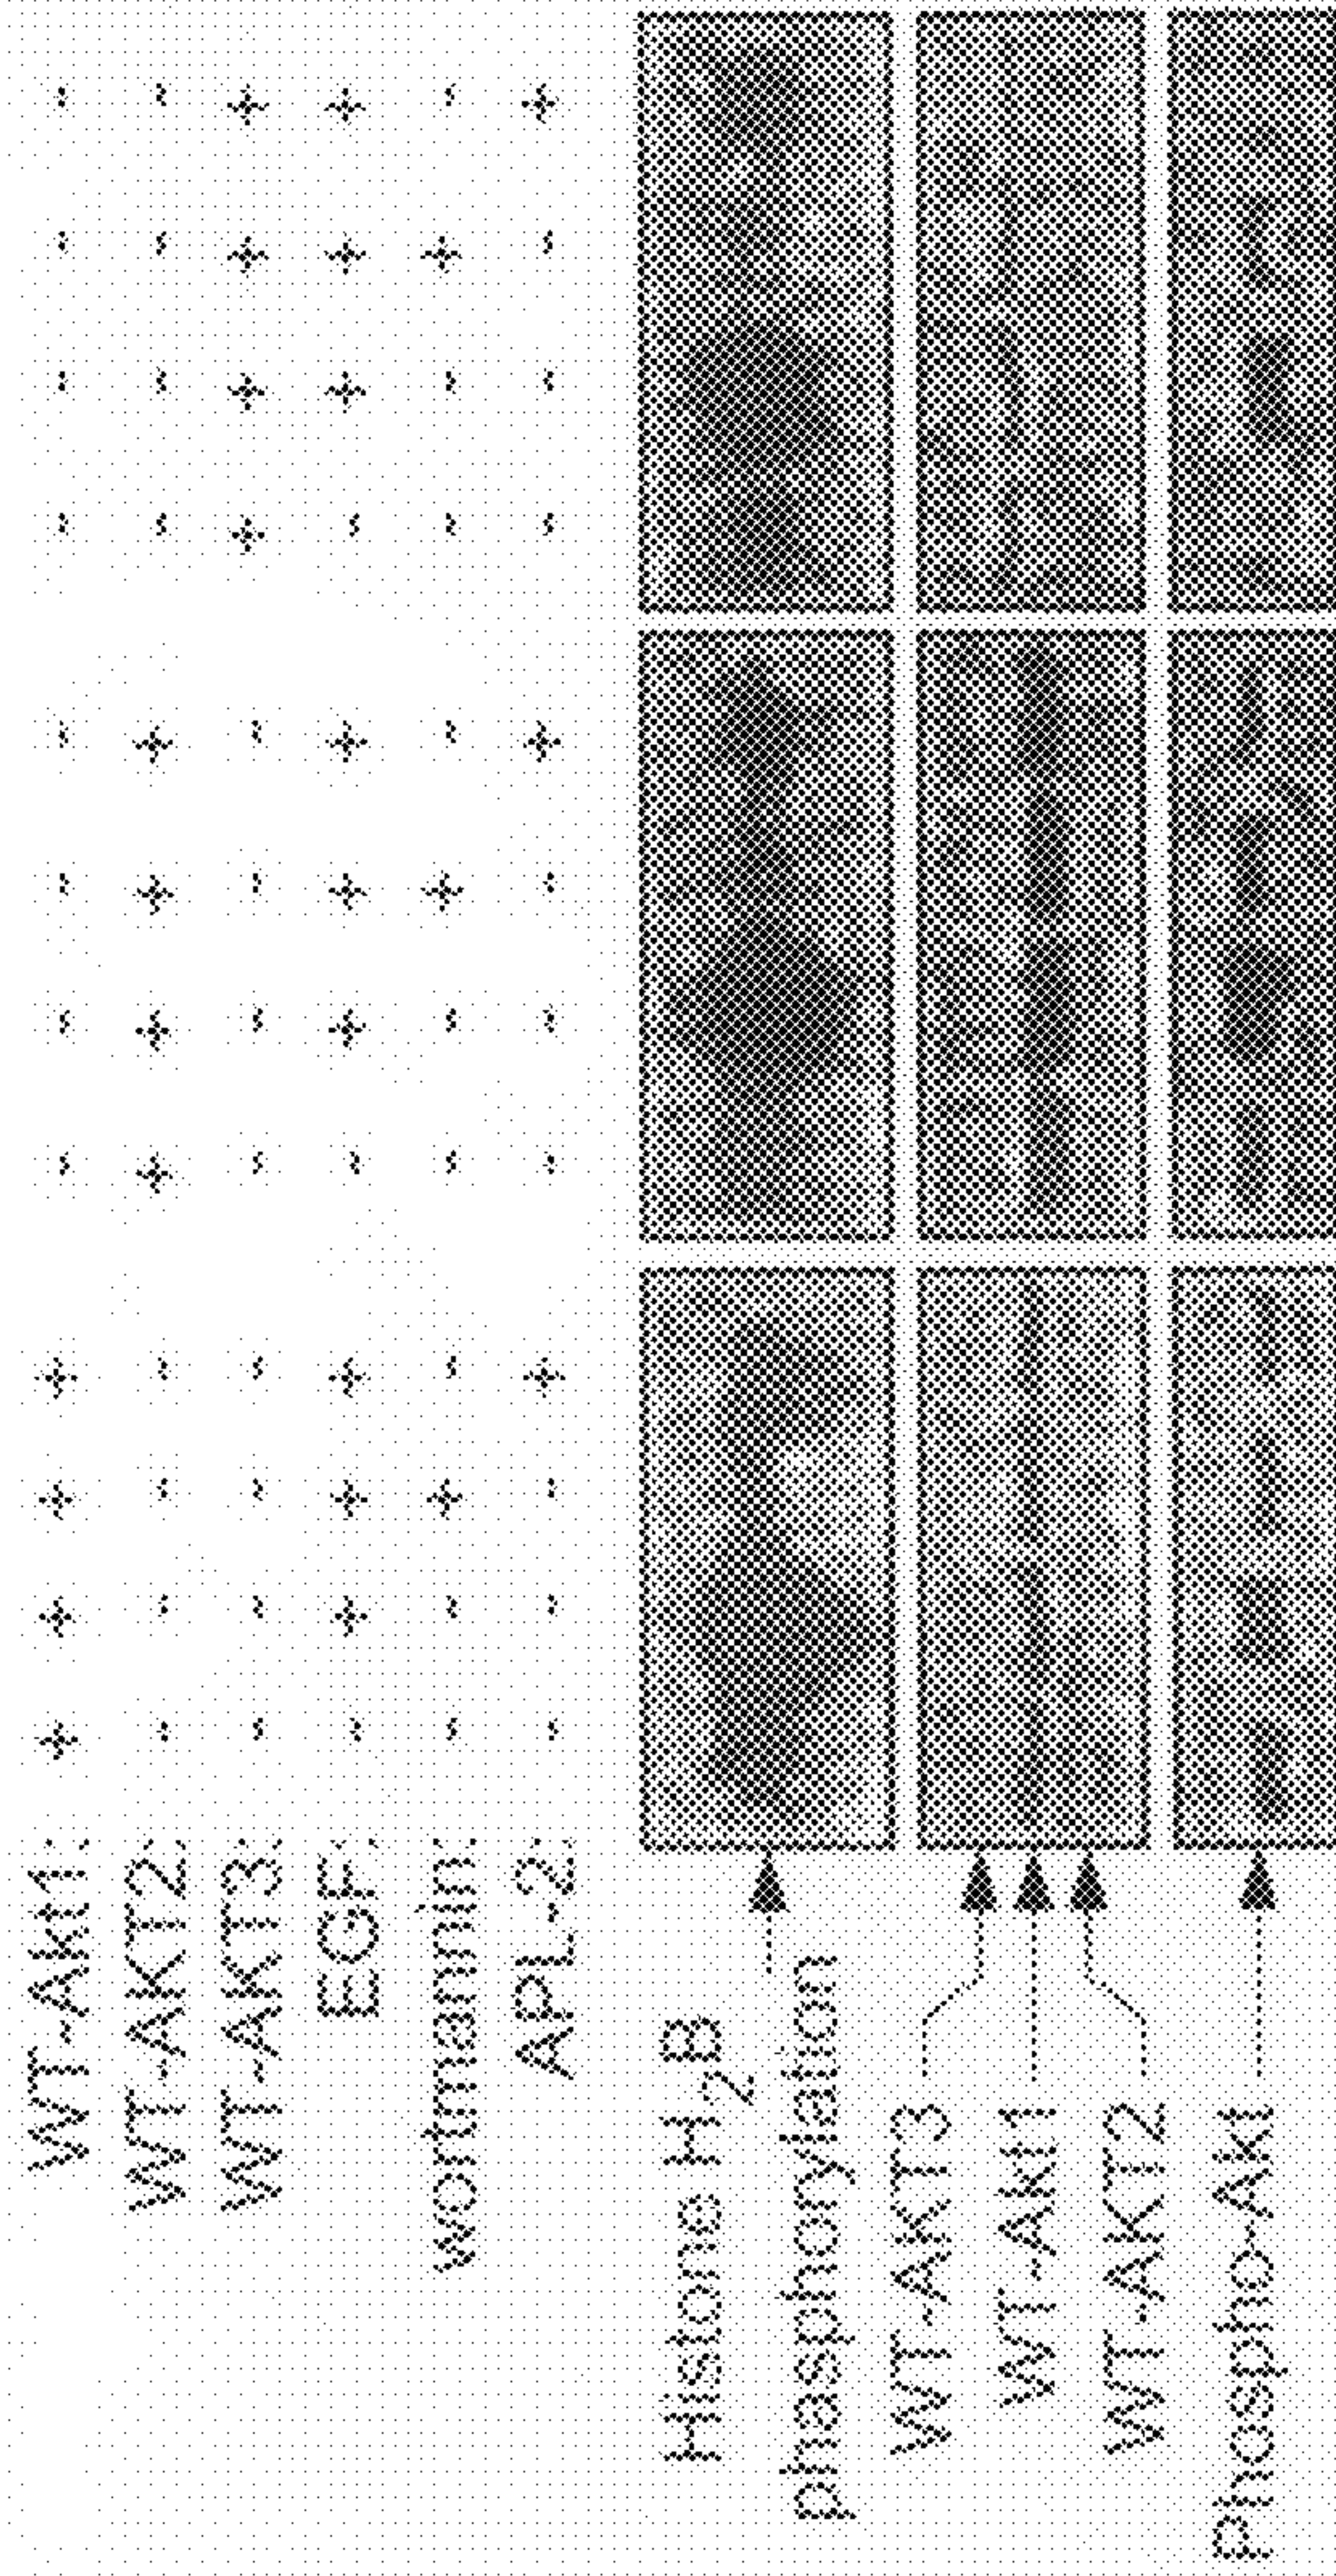 WT-Akt1: + + + + - - - - - - - -
WT-AKT2: - - - - + + + + - - - -
WT-AKT3: - - - - - - - - + + + +
EGF: - + + + - + + + - + + +
wortmannin: - - + - - - + - - - + -
APL-2: - - - + - - - + - - - +
Histone H2B
phosphorylation
WT-AKT3
WT-Akt1
WT-AKT2
Phospho-Akt